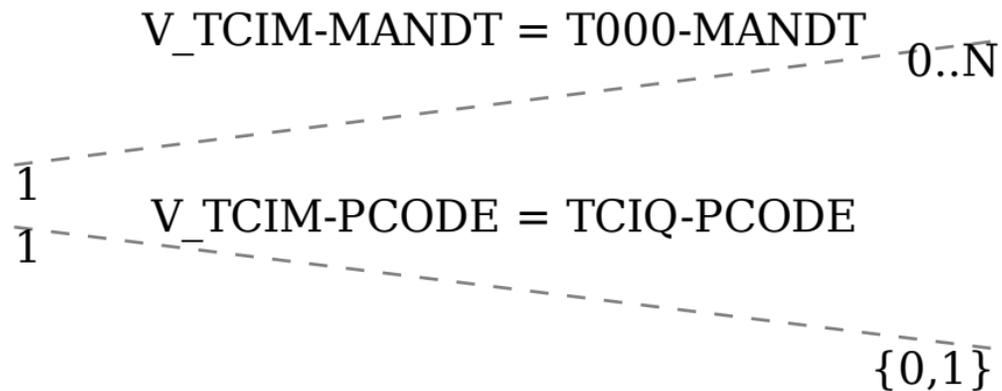 V_TCIM-MANDT = T000-MANDT
0..N
1
V_TCIM-PCODE = TCIQ-PCODE
1
{0,1}